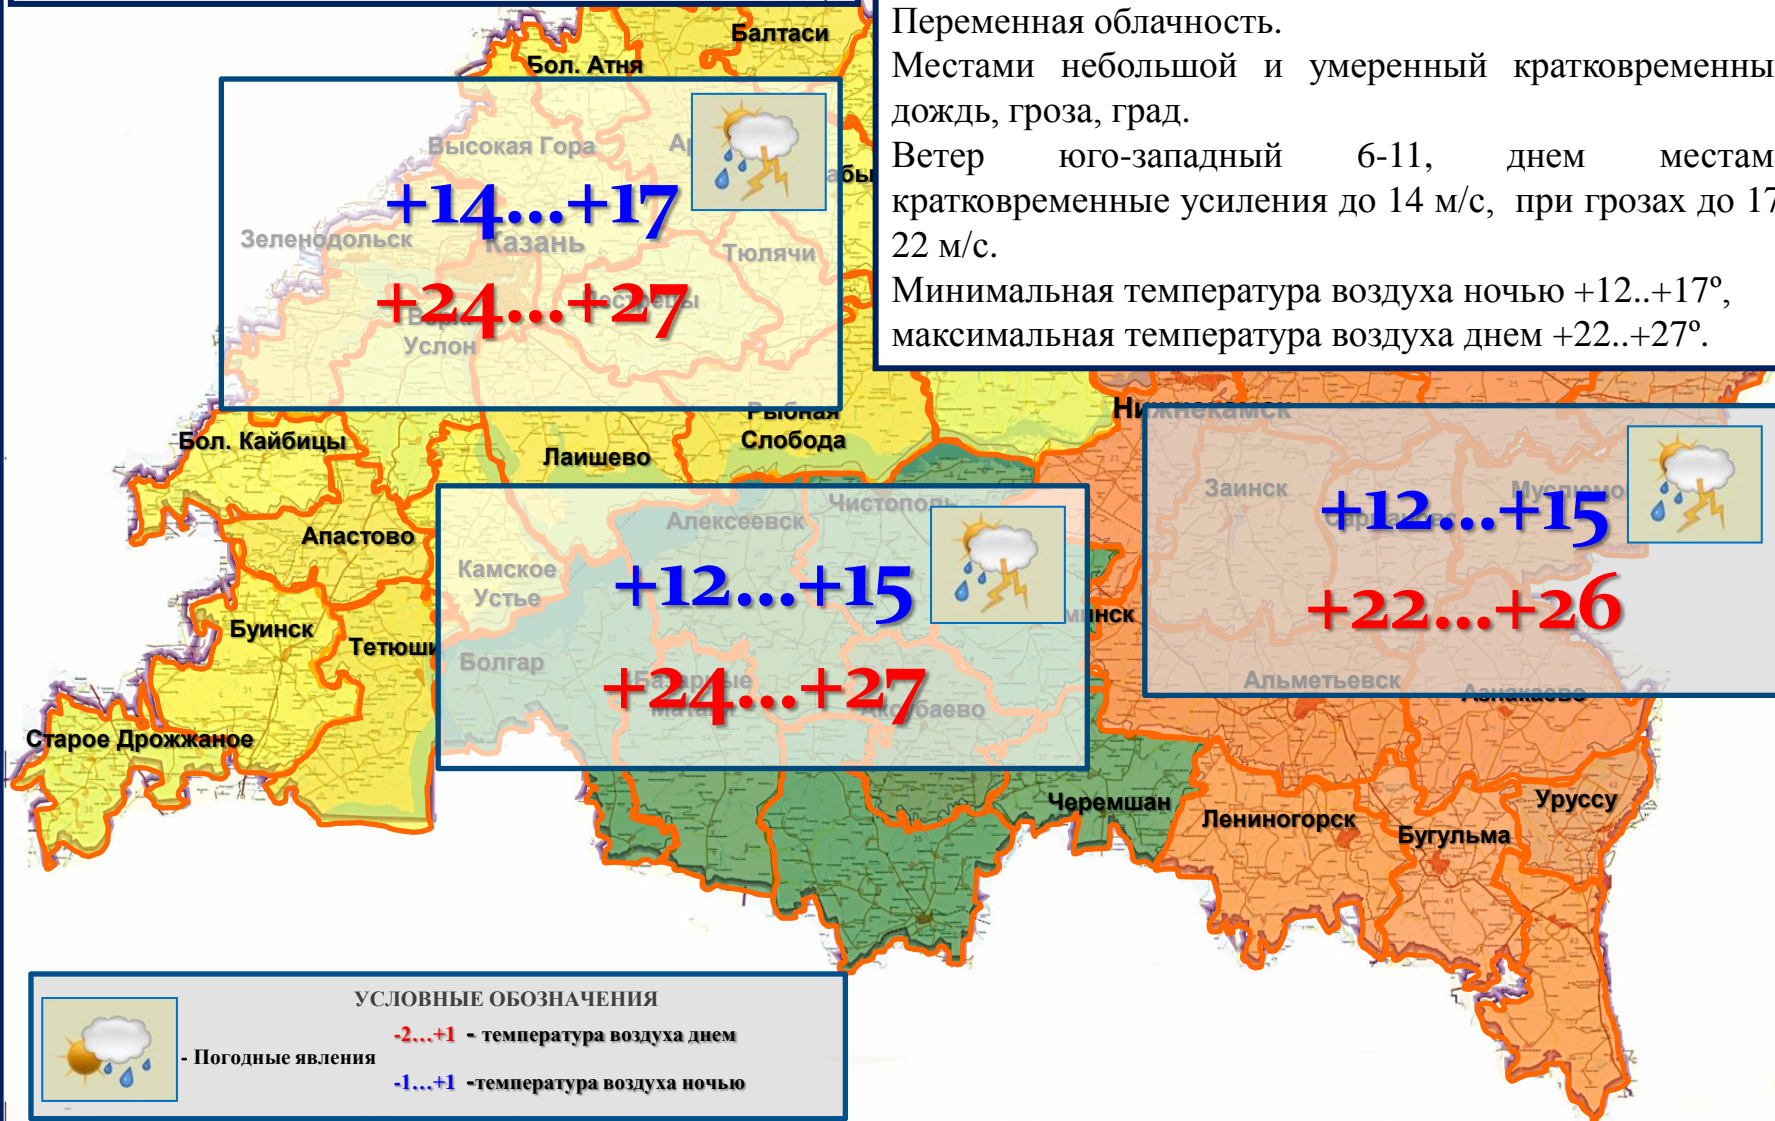 Переменная облачность.
Местами небольшой и умеренный кратковременны
дождь, гроза, град.
Ветер юго-западный 6-11, днем местам
кратковременные усиления до 14 м/с, при грозах до 17
22 м/с.
Минимальная температура воздуха ночью +12..+17º,
максимальная температура воздуха днем +22..+27º.
Балтаси
Бол. Атня
Высокая Гора
+14...+17
Зеленодольск
Казань
Тюлячи
+24...+27
Услон
Рыбная
Слобода
Бол. Кайбицы
Лаишево
Нижнекамск
Заинск
+12...+15
+22...+26
Альметьевск
Азнакаево
Чистополь
Алексеевск
Апастово
Камское
Устье
+12...+15
Буинск
Тетюши
Болгар
Базарные
Матаки
+24...+27
Аксубаево
Старое Дрожжаное
Черемшан
Лениногорск
Бугульма
Уруссу
УСЛОВНЫЕ ОБОЗНАЧЕНИЯ
- Погодные явления
-2...+1 - температура воздуха днем
-1...+1 -температура воздуха ночью